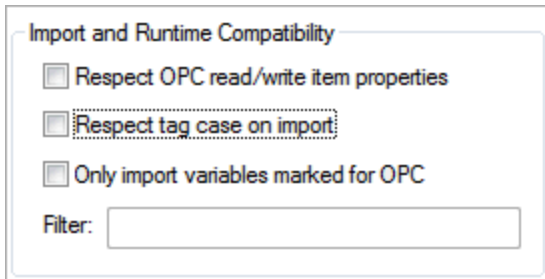 Import and Runtime Compatibility
Respect OPC read/write item properties
Respect tag case on import
Only import variables marked for OPC
Filter: